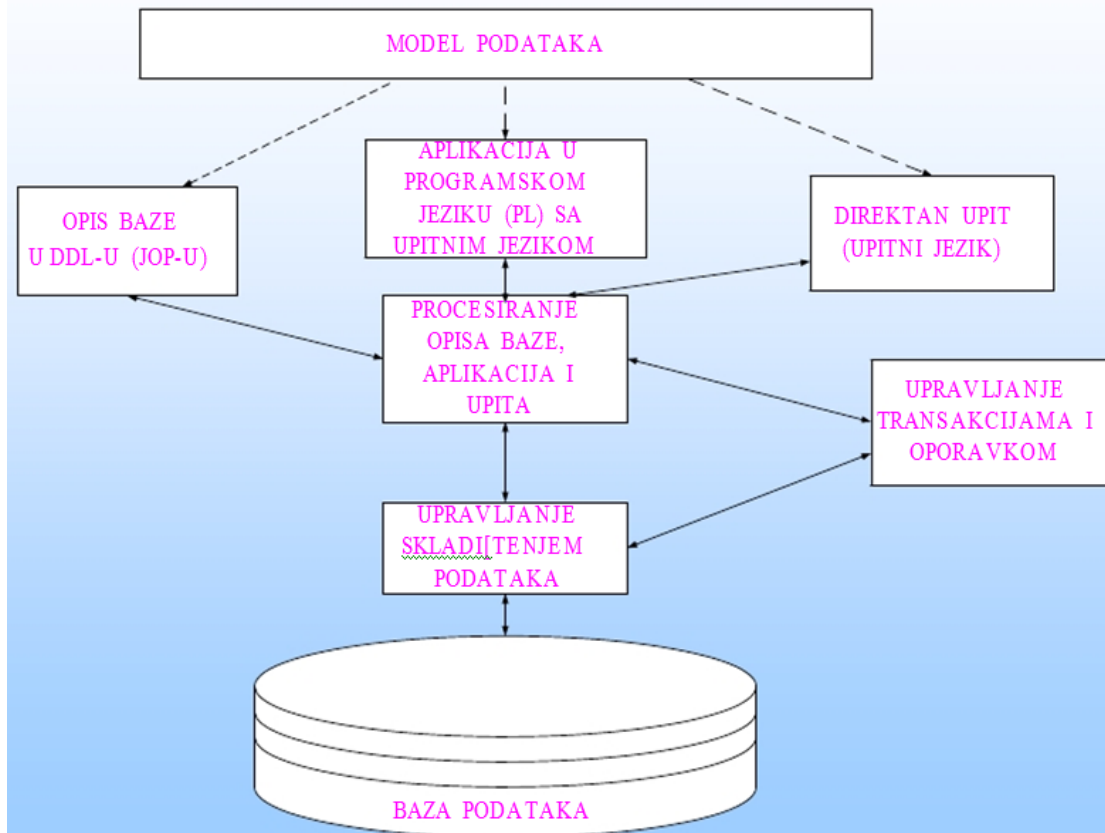 MODEL PODATAKA
APLIKACIJA U
PROGRAMSKOM
JEZIKU (PL) SA
UPITNIM JEZIKOM
OPIS BAZE
U DDL-U (JOP-U)
DIREKTAN UPIT
(UPITNI JEZIK)
PROCESIRANJE
OPISA BAZE,
APLIKACIJA I
UPITA
UPRAVLJANJE
TRANSAKCIJAMA I
OPORAVKOM
UPRAVLJANJE
SKLADI[TENJEM
PODATAKA
BAZA PODATAKA